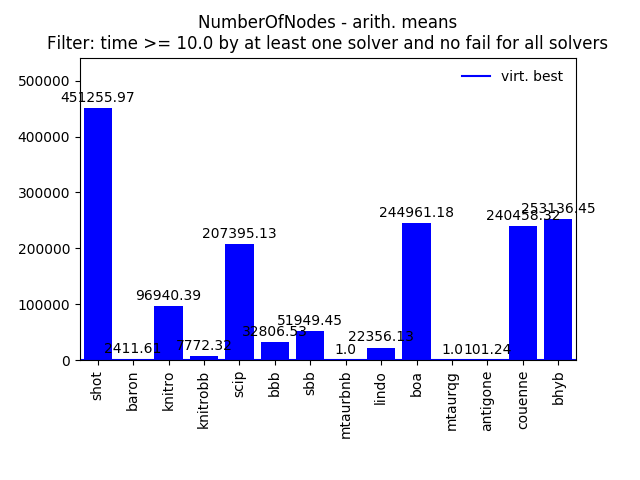 NumberOfNodes - arith. means
Filter: time >= 10.0 by at least one solver and no fail for all solvers
virt. best
500000
400000
300000
200000
100000
0
451255.97
2411.61
96940.39
7772.32
207395.13
32806.53
51949.45
1.0
22356.13
244961.18
1.0
101.24
240458.32
253136.45
shot
baron
knitro
knitrobb
scip
bbb
sbb
mtaurbnb
lindo
boa
mtaurqg
antigone
couenne
bhyb